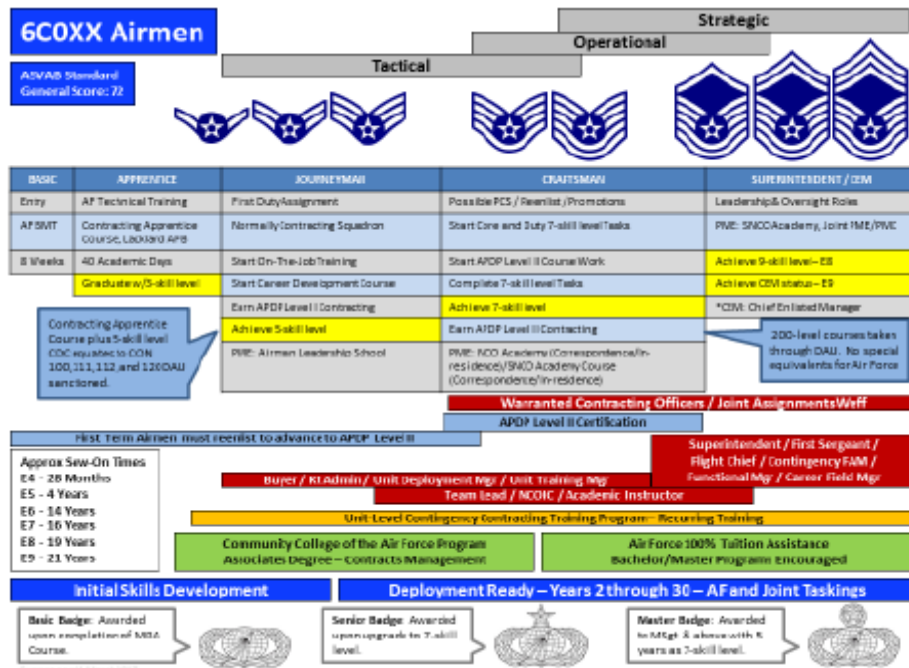 6C0XX Airmen
Strategic
Operational
Tactical
ASVAB Standard
General Score: 72
BASIC
APPRENTICE
JOURNEYMAN
CRAFTSMAN
SUPERINTENDENT / CEM
Entry
AF Technical Training
First Duty Assignment
Possible PCS / Reenlist / Promotions
Leadership & Oversight Roles
AF BMT
Contracting Apprentice
Course, Lackland AFB
Normally Contracting Squadron
Start Core and Duty 7-skill level Tasks
PME: SNCO Academy, Joint PME/PME
8 Weeks
40 Academic Days
Start On-The-Job Training
Start APDP Level II Course Work
Achieve 9-skill level – E8
Graduate w/3-skill level
Start Career Development Course
Complete 7-skill level Tasks
Achieve CEM status – E9
Earn APDP Level I Contracting
Achieve 7-skill level
*CEM: Chief Enlisted Manager
Achieve 5-skill level
Earn APDP Level II Contracting
PME: Airmen Leadership School
PME: NCO Academy (Correspondence/In-
residence)/SNCO Academy Course
(Correspondence/In-residence)
Contracting Apprentice
Course plus 5-skill level
CDC equates to CON
100, 111, 112, and 120 DAU
sanctioned.
200-level courses taken
through DAU. No special
equivalents for Air Force
Warranted Contracting Officers / Joint Assignments
APDP Level II Certification
First Term Airmen must reenlist to advance to APDP Level II
Superintendent / First Sergeant /
Flight Chief / Contingency FAM /
Functional Mgr / Career Field Mgr
Approx Sew-On Times
E4 - 28 Months
E5 - 4 Years
E6 - 14 Years
E7 - 16 Years
E8 - 19 Years
E9 - 21 Years
Buyer / Kt Admin / Unit Deployment Mgr / Unit Training Mgr
Team Lead / NCOIC / Academic Instructor
Unit-Level Contingency Contracting Training Program – Recurring Training
Community College of the Air Force Program
Associates Degree – Contracts Management
Air Force 100% Tuition Assistance
Bachelor/Master Programs Encouraged
Initial Skills Development
Deployment Ready – Years 2 through 30 – AF and Joint Taskings
Basic Badge: Awarded
upon completion of MDA
Course.
Senior Badge: Awarded
upon upgrade to 7-skill
level.
Master Badge: Awarded
to MSgt & above with 5
years as 7-skill level.